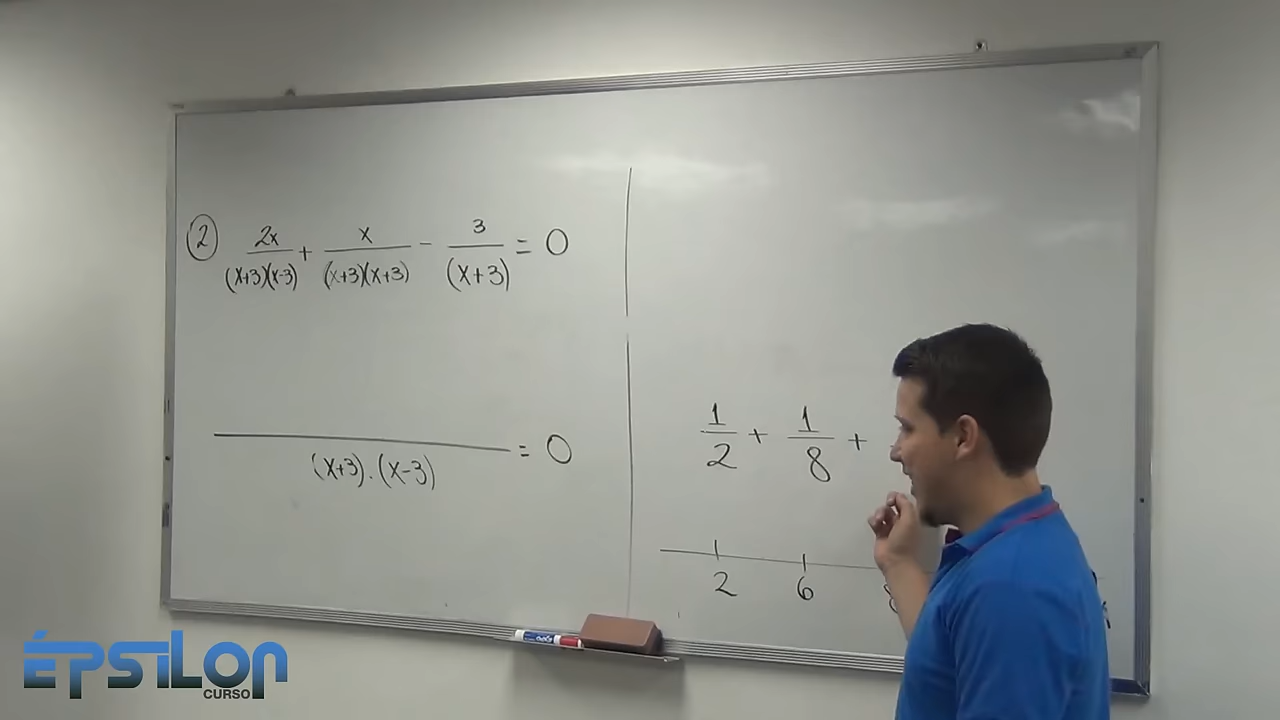 ② 2x/(x+3)(x-3) + x/(x+3)(x+3) - 3/(x+3) = 0
/(x+3).(x-3) = 0
1/2 + 1/8 +
2 6
ÉPSILON
CURSO